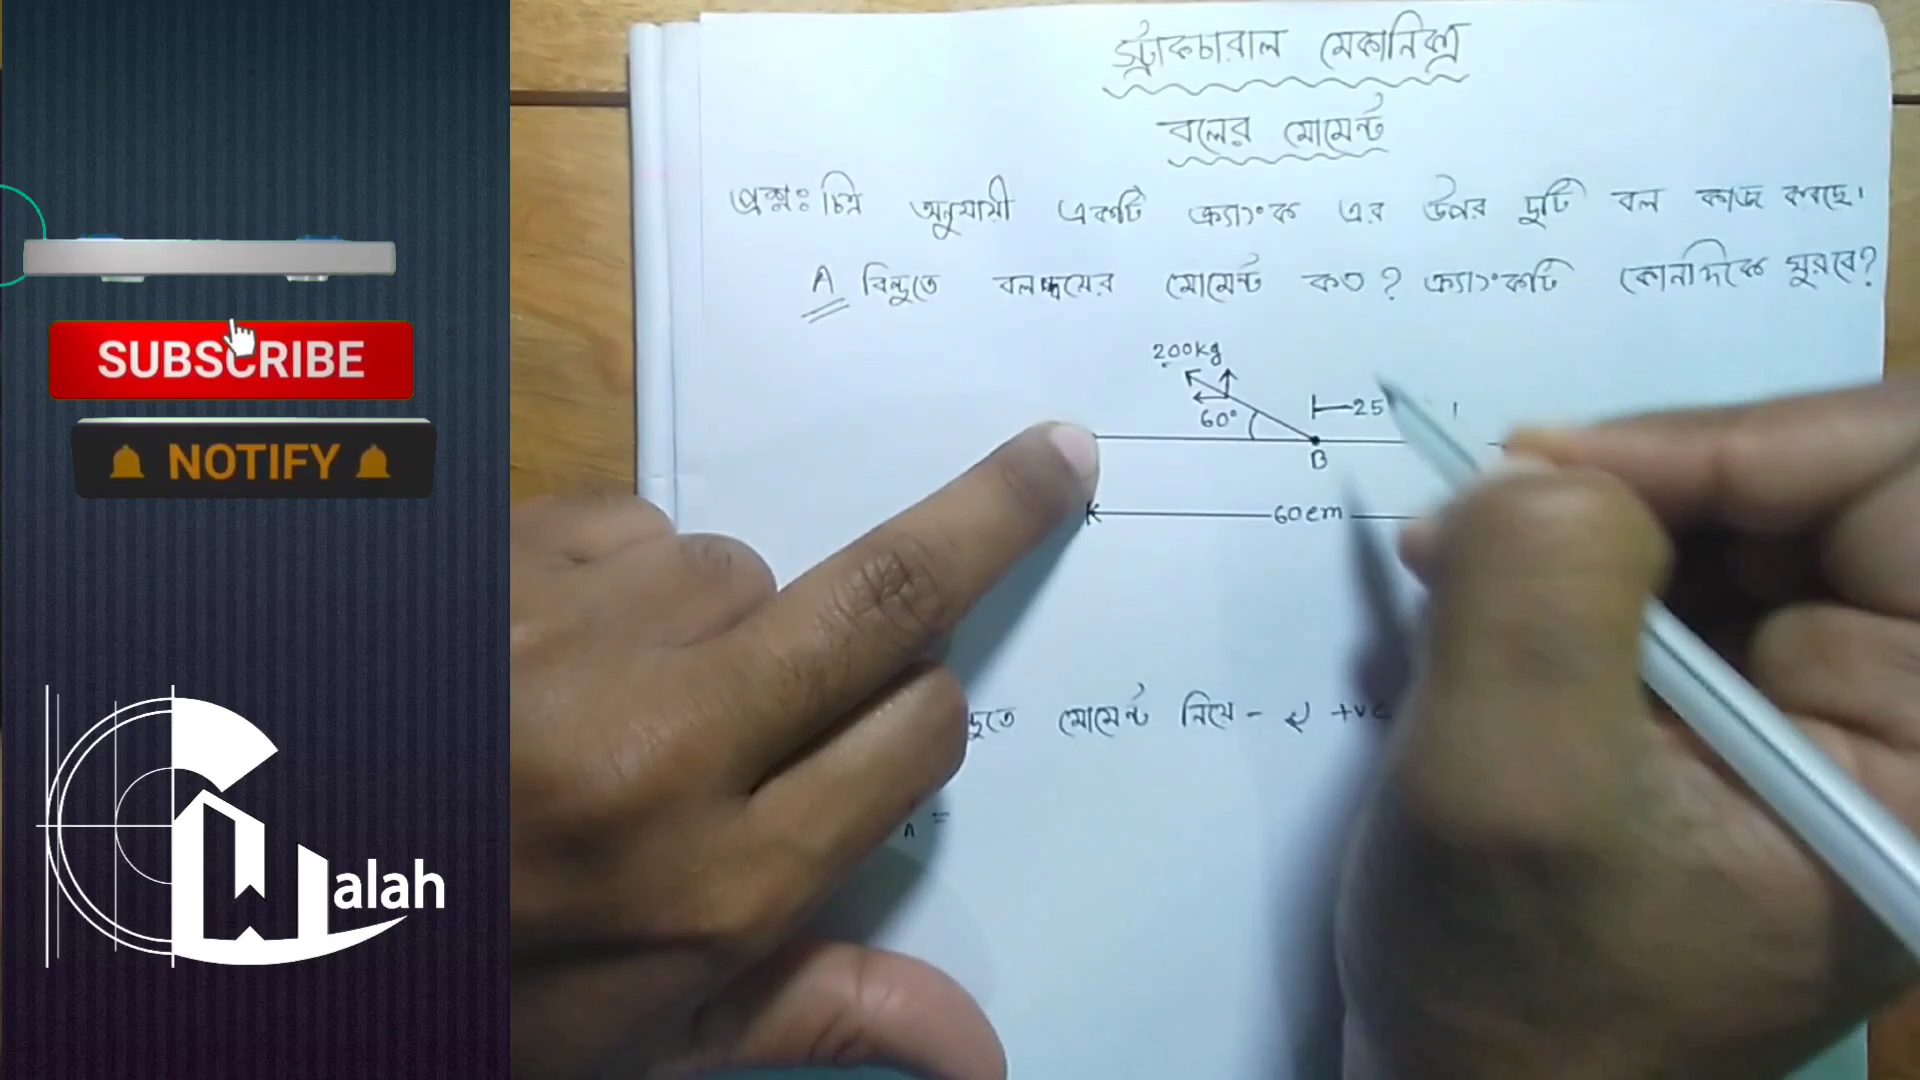 SUBSCRIBE
NOTIFY
Walah
স্ট্রাকচারাল মেকানিক্স
বলের মোমেন্ট
প্রশ্নঃ চিত্র অনুযায়ী একটি ক্র্যাংক এর উপর দুটি বল কাজ করছে।
A বিন্দুতে বলদ্বয়ের মোমেন্ট কত? ক্র্যাংকটি কোনদিকে ঘুরবে?
200kg
60°
25
B
60cm
মোমেন্ট নিয়ে - +ve
A =